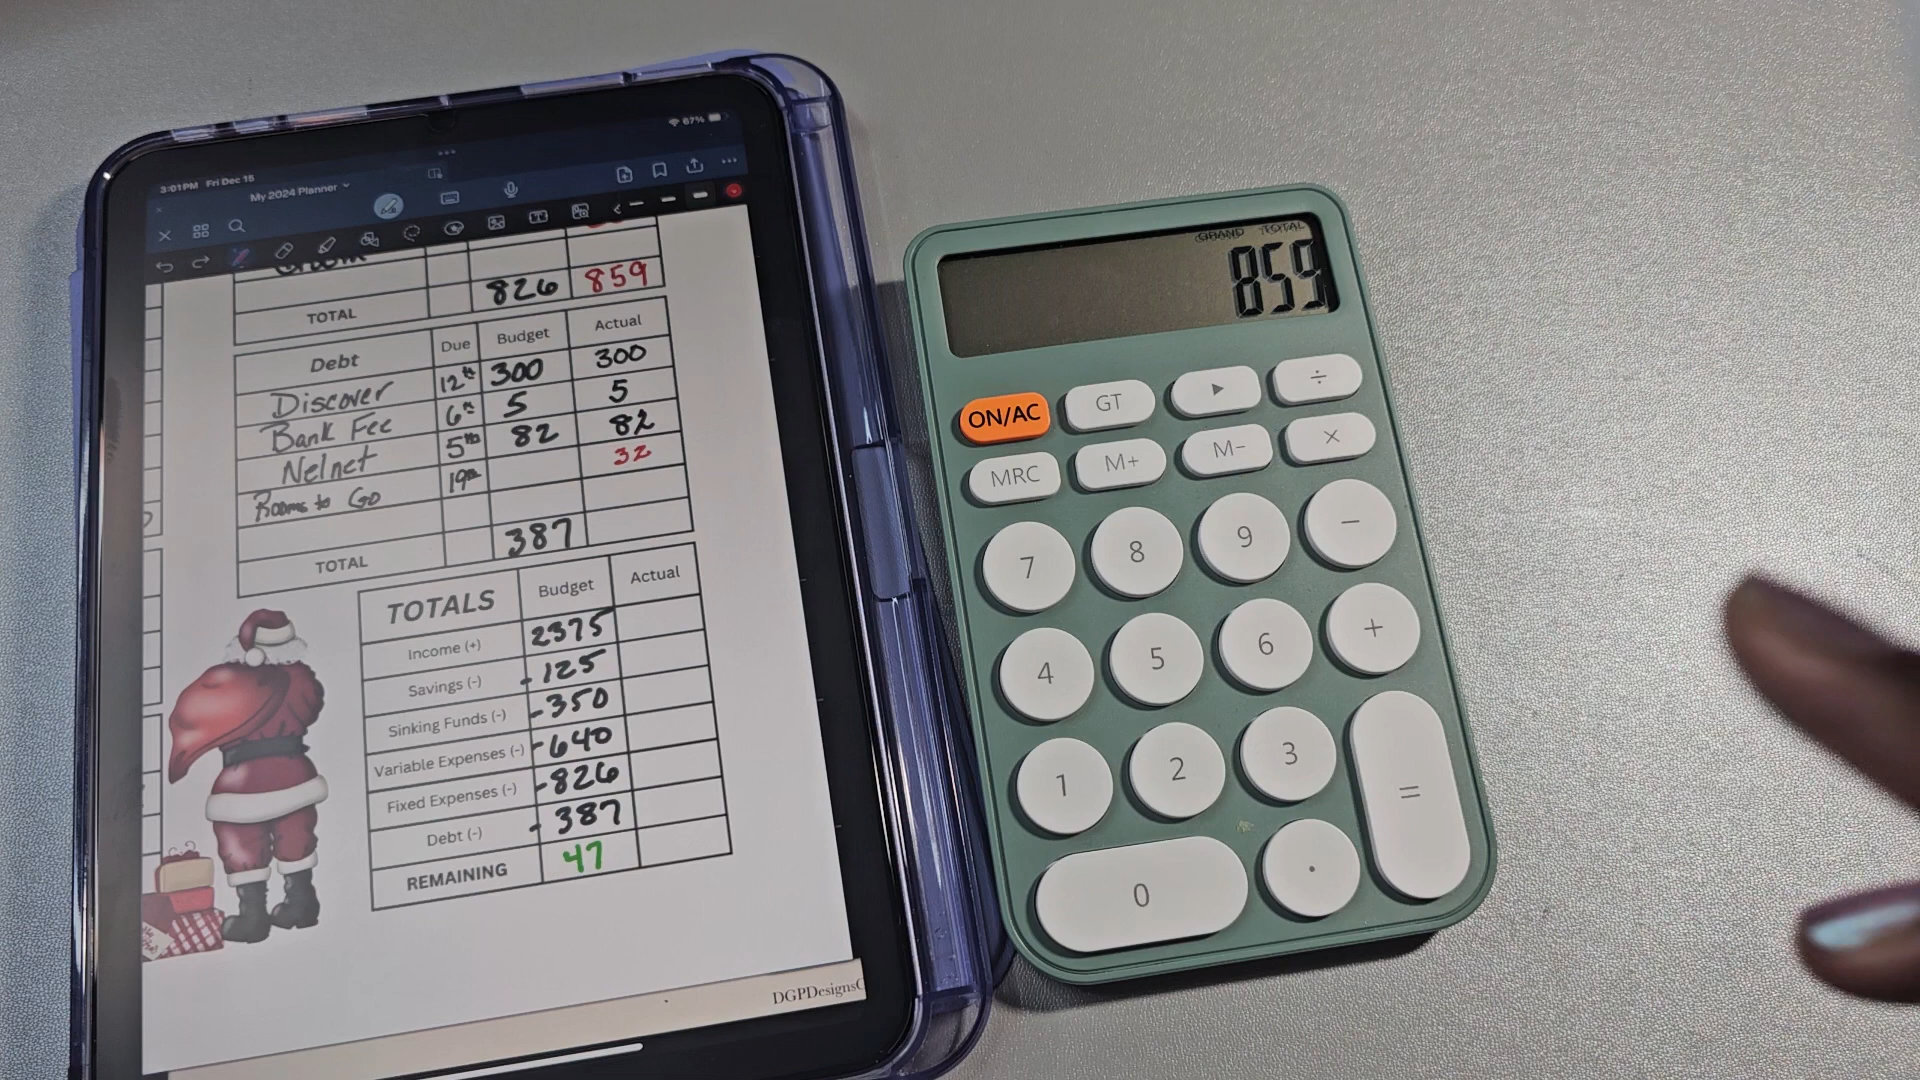 3:01PM Fri Dec 15
67%
My 2024 Planner
TOTAL 826 859
Debt Due Budget Actual
Discover 12th 300 300
Bank Fee 6th 5 5
Nelnet 5th 82 82
Rooms to Go 19th 32
TOTAL 387
TOTALS Budget Actual
Income (+) 2375
Savings (-) -125
Sinking Funds (-) -350
Variable Expenses (-) -640
Fixed Expenses (-) -826
Debt (-) -387
REMAINING 47
DGPDesignsC
GRAND TOTAL
859
ON/AC GT ► ÷
MRC M+ M- ×
7 8 9 −
4 5 6 +
1 2 3 =
0 .